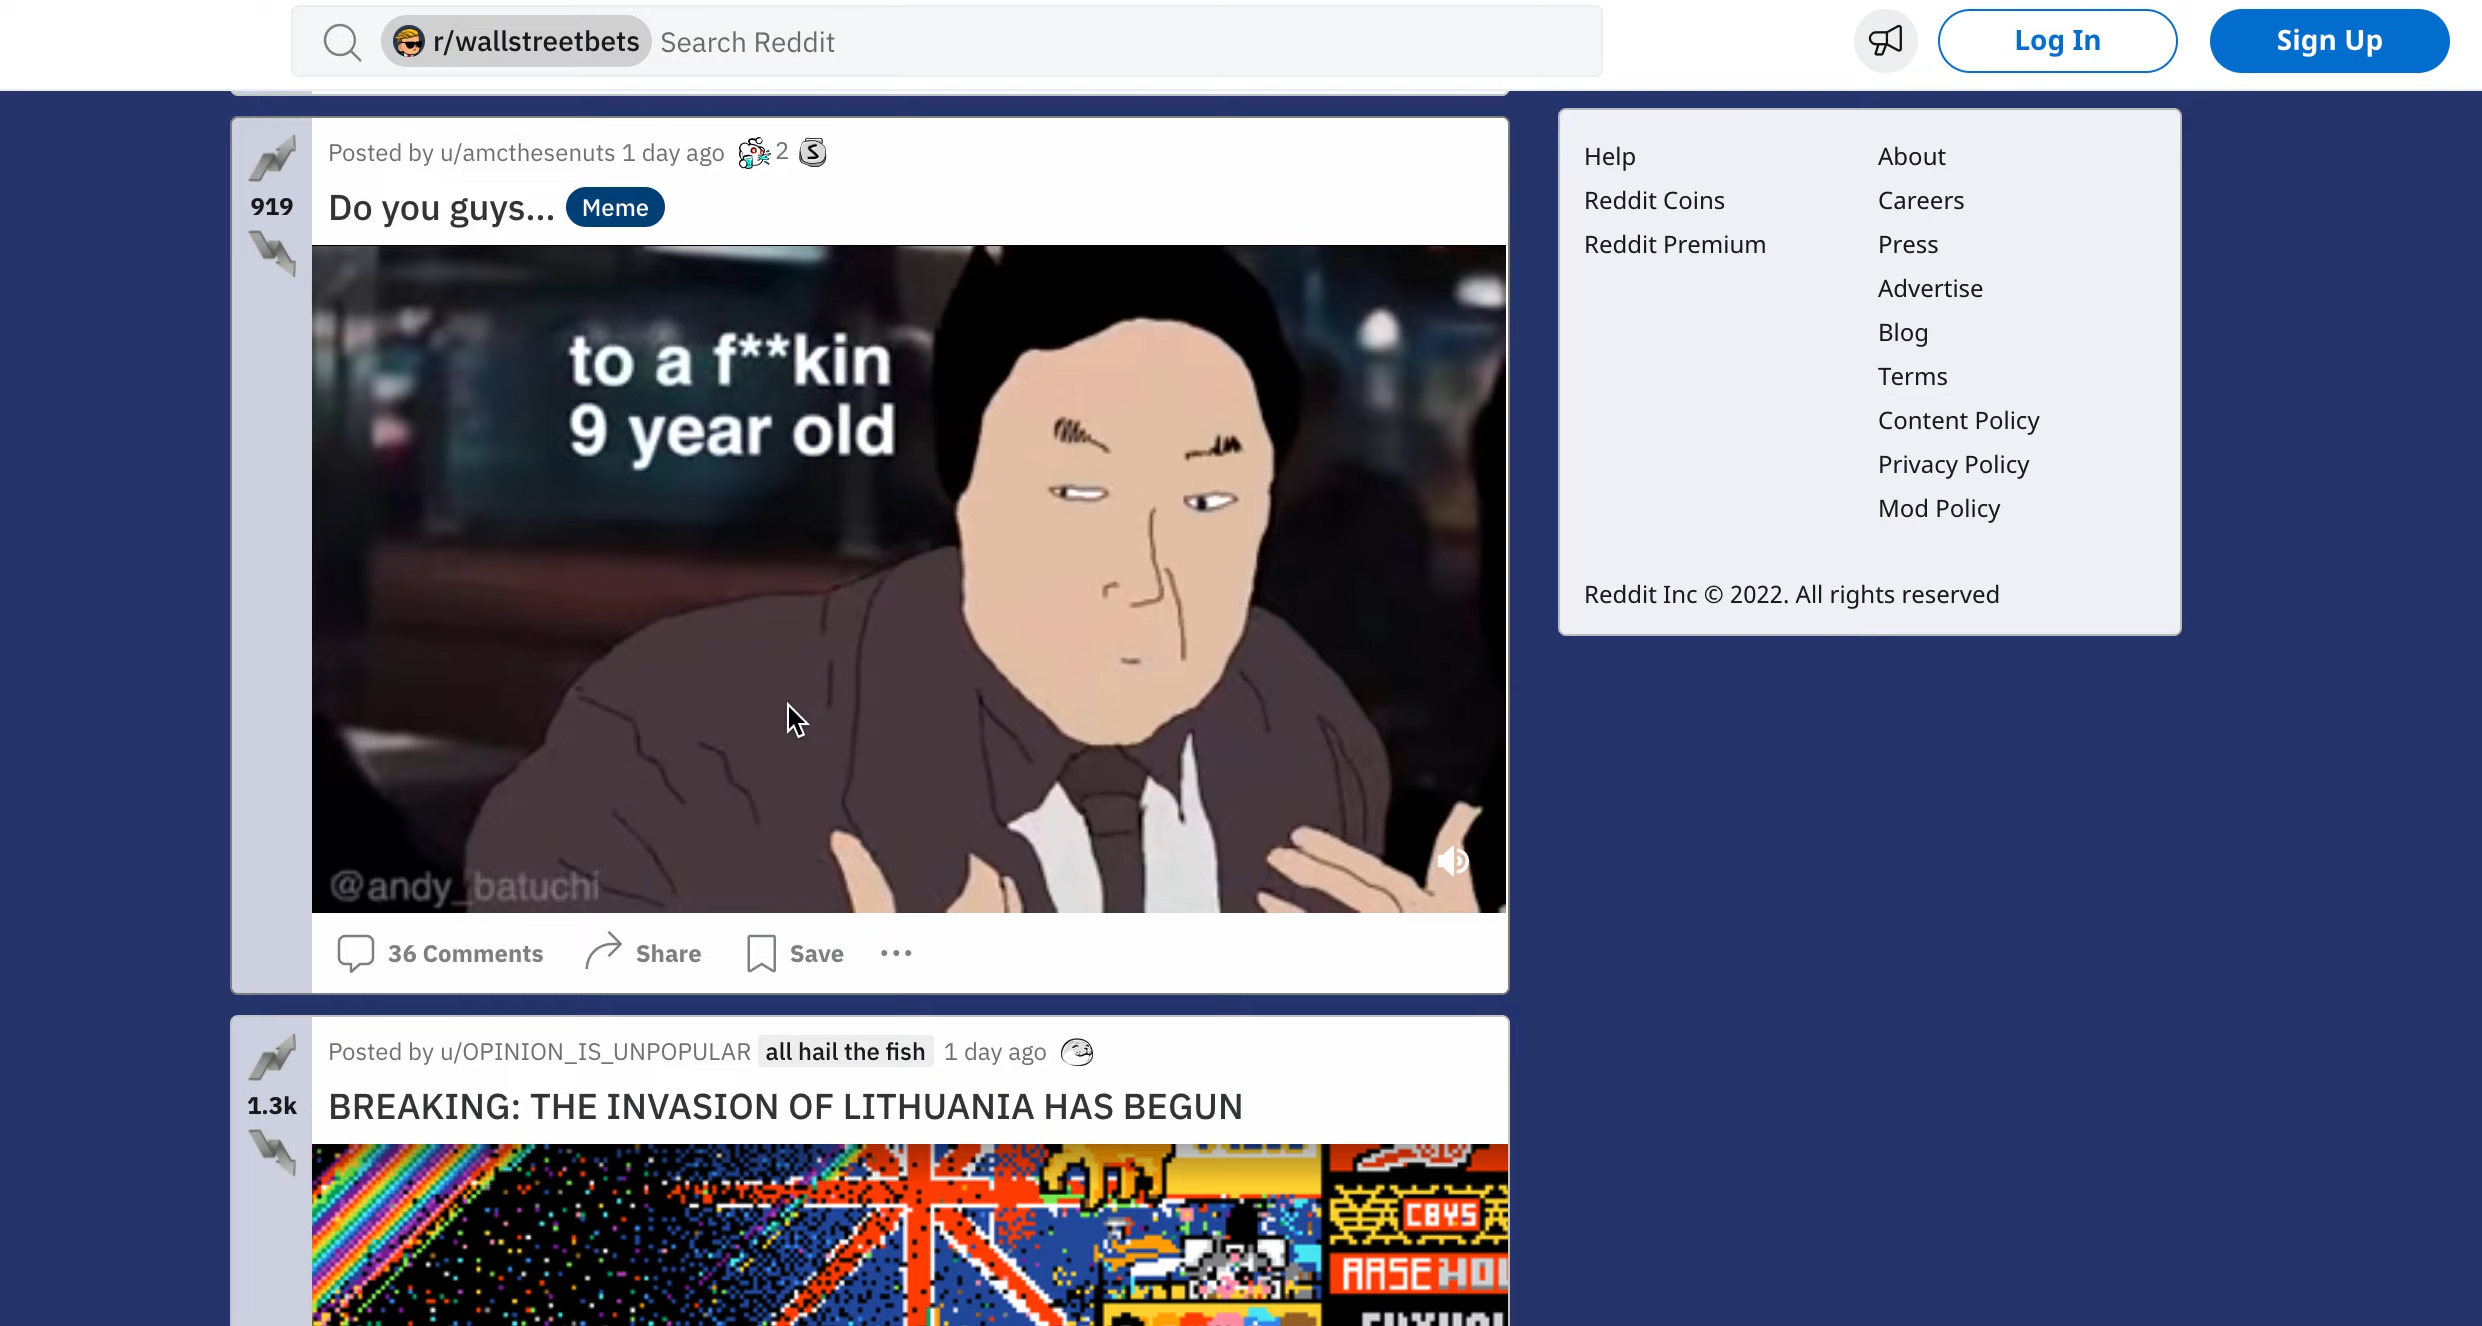 r/wallstreetbets Search Reddit
Log In
Sign Up
Posted by u/amcthesenuts 1 day ago 2 S
919
Do you guys... Meme
to a f**kin
9 year old
@andy_batuchi
36 Comments Share Save ...
Posted by u/OPINION_IS_UNPOPULAR all hail the fish 1 day ago
1.3k
BREAKING: THE INVASION OF LITHUANIA HAS BEGUN
CBYS
AASE
Help
Reddit Coins
Reddit Premium
About
Careers
Press
Advertise
Blog
Terms
Content Policy
Privacy Policy
Mod Policy
Reddit Inc © 2022. All rights reserved